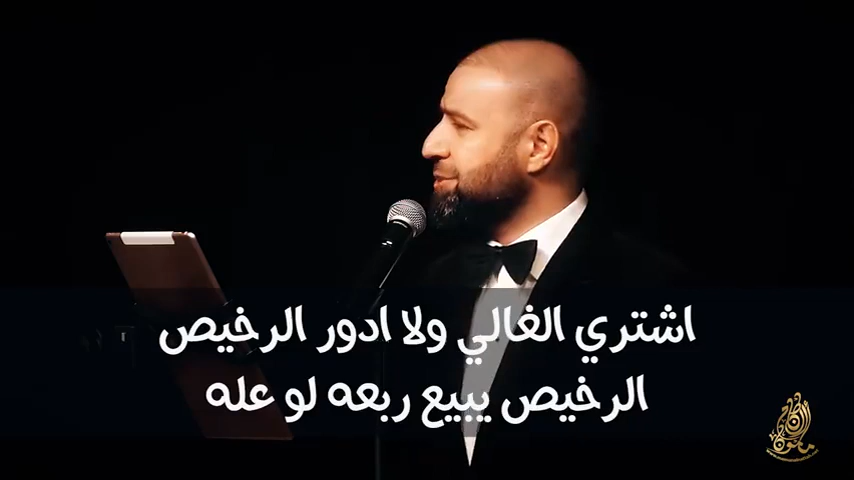 اشتري الغالي ولا ادور الرخيص
الرخيص يبيع ربعه لو عله